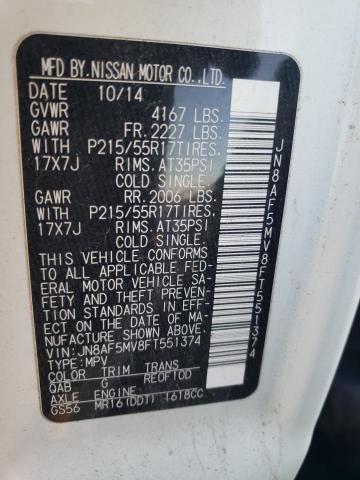 MFD BY NISSAN MOTOR CO., LTD.
DATE 10/14
GVWR 4167 LBS.
GAWR FR. 2227 LBS.
WITH P215/55R17TIRES,
17X7J RIMS. AT35PSI
COLD SINGLE.
GAWR RR. 2006 LBS.
WITH P215/55R17TIRES,
17X7J RIMS. AT35PSI
COLD SINGLE.
THIS VEHICLE CONFORMS
TO ALL APPLICABLE FED-
ERAL MOTOR VEHICLE SA-
FETY AND THEFT PREVEN-
TION STANDARDS IN EFF-
ECT ON THE DATE OF MA-
NUFACTURE SHOWN ABOVE.
VIN:JN8AF5MV8FT551374
TYPE:MPV
COLOR TRIM TRANS
QAB G RE0F10D
AXLE ENGINE
GS56 MR16(DDT) 1618CC
JN8AF5MV8FT551374